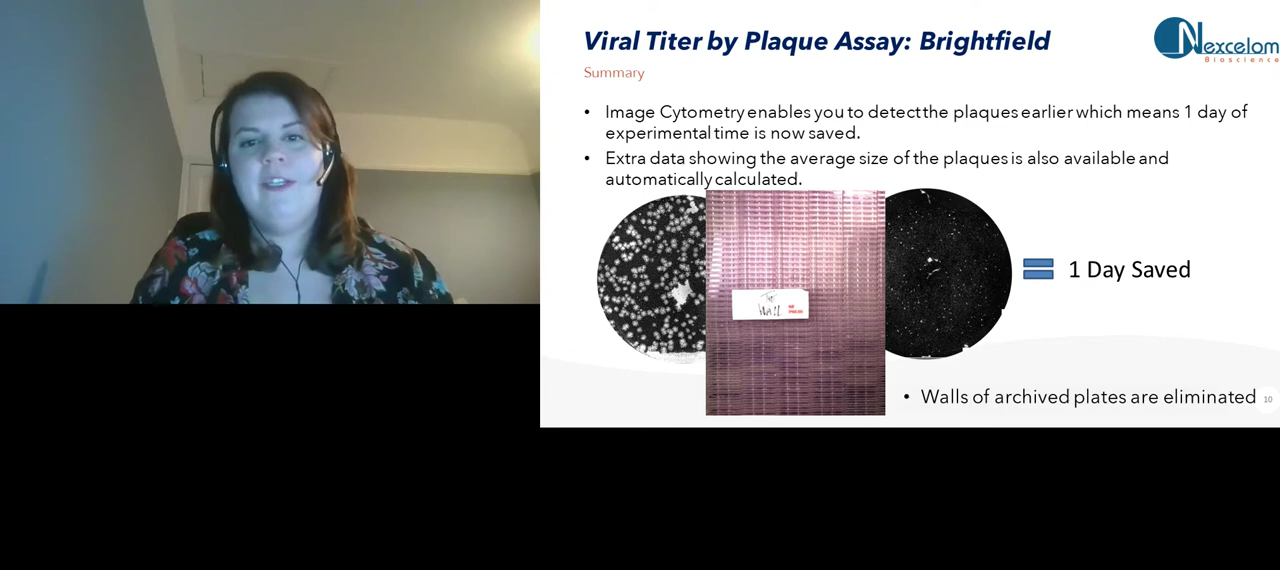 Viral Titer by Plaque Assay: Brightfield
Nexcelom
Bioscience
Summary
• Image Cytometry enables you to detect the plaques earlier which means 1 day of
experimental time is now saved.
• Extra data showing the average size of the plaques is also available and
automatically calculated.
The
WALL
= 1 Day Saved
• Walls of archived plates are eliminated
10